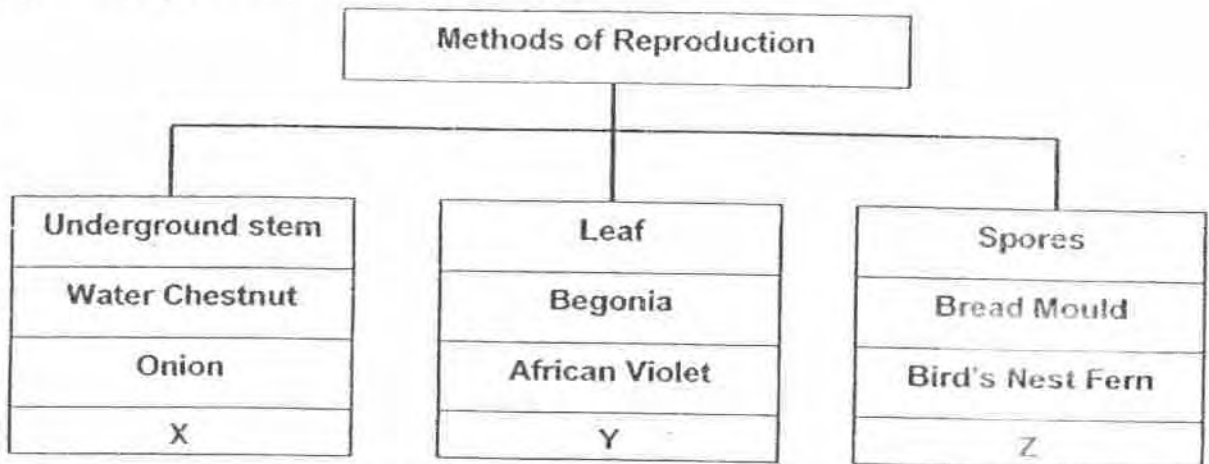 Methods of Reproduction
Underground stem
Water Chestnut
Onion
X
Leaf
Begonia
African Violet
Y
Spores
Bread Mould
Bird's Nest Fern
Z